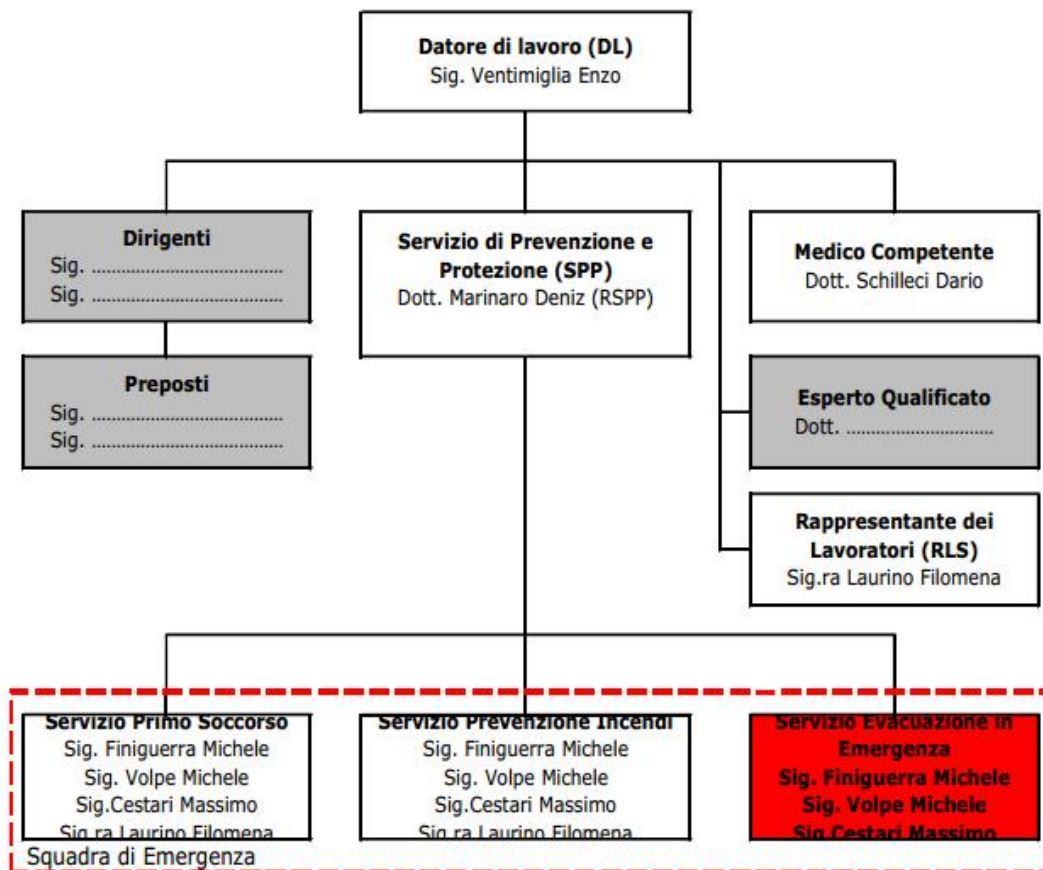 Datore di lavoro (DL)
Sig. Ventimiglia Enzo
Dirigenti
Sig. ....................................
Sig. ....................................
Servizio di Prevenzione e
Protezione (SPP)
Dott. Marinaro Deniz (RSPP)
Medico Competente
Dott. Schilleci Dario
Preposti
Sig. ....................................
Sig. ....................................
Esperto Qualificato
Dott. ............................
Rappresentante dei
Lavoratori (RLS)
Sig.ra Laurino Filomena
Servizio Primo Soccorso
Sig. Finiguerra Michele
Sig. Volpe Michele
Sig.Cestari Massimo
Sig.ra Laurino Filomena
Servizio Prevenzione Incendi
Sig. Finiguerra Michele
Sig. Volpe Michele
Sig.Cestari Massimo
Sig.ra Laurino Filomena
Servizio Evacuazione in
Emergenza
Sig. Finiguerra Michele
Sig. Volpe Michele
Sig.Cestari Massimo
Squadra di Emergenza